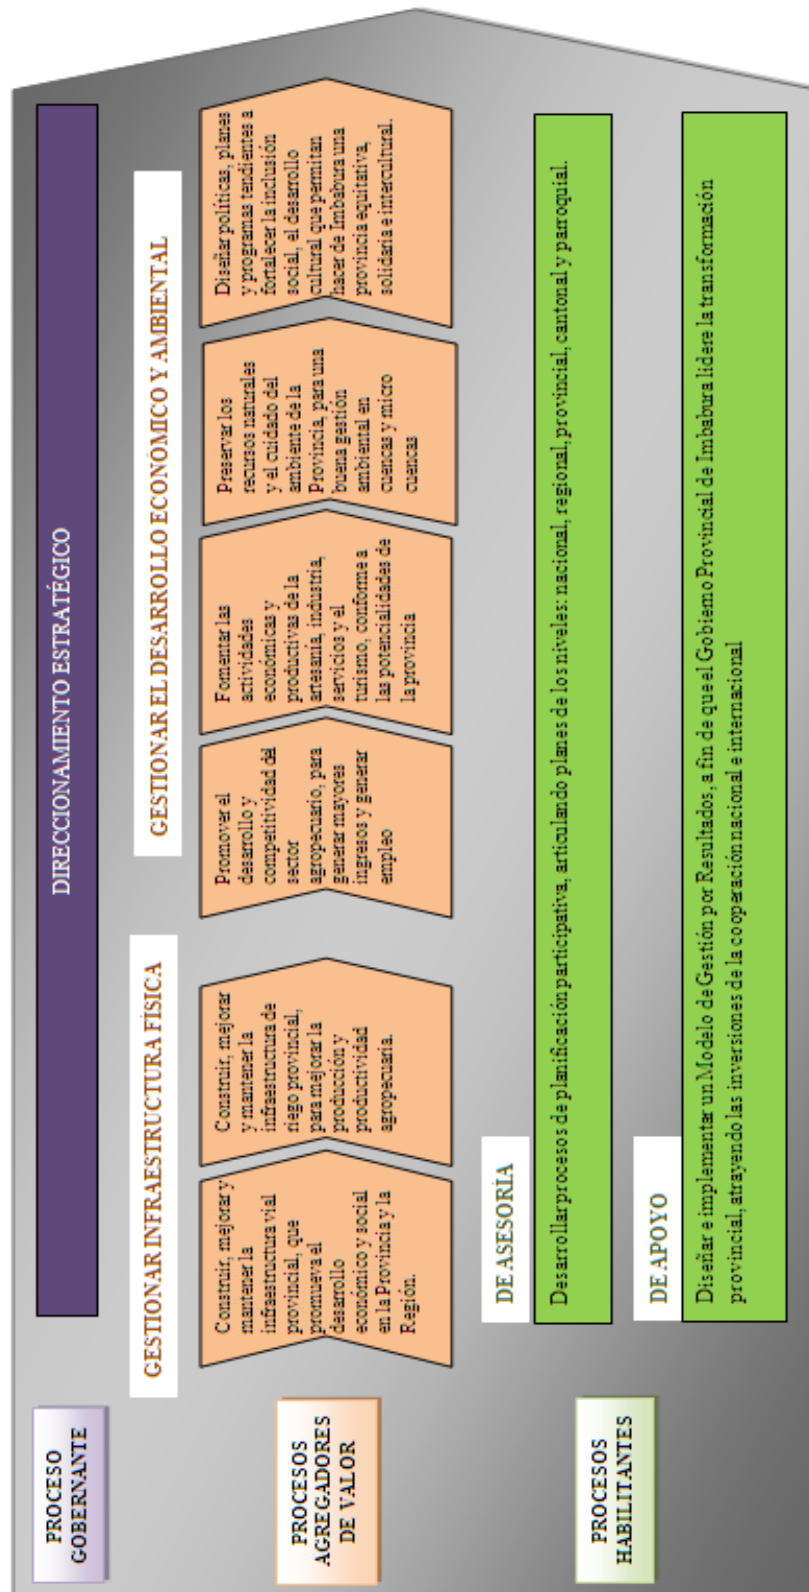 PROCESO
GOBERNANTE
DIRECCIONAMIENTO ESTRATÉGICO
PROCESOS
AGREGADORES
DE VALOR
GESTIONAR INFRAESTRUCTURA FÍSICA
Construir, mejorar y
mantener la
infraestructura vial
provincial, que
promueva el
desarrollo
económico y social
en la Provincia y la
Región.
Construir, mejorar
y mantener la
infraestructura de
riego provincial,
para mejorar la
producción y
productividad
agropecuaria.
GESTIONAR EL DESARROLLO ECONÓMICO Y AMBIENTAL
Promover el
desarrollo y
competitividad del
sector
agropecuario, para
generar mayores
ingresos y generar
empleo
Fomentar las
actividades
económicas y
productivas de la
artesanía, industria,
servicios y el
turismo, conforme a
las potencialidades de
la provincia
Preservar los
recursos naturales
y el cuidado del
ambiente de la
Provincia, para una
buena gestión
ambiental en
cuencas y micro
cuencas
Diseñar políticas, planes
y programas tendientes a
fortalecer la inclusión
social, el desarrollo
cultural que permitan
hacer de Imbabura una
provincia equitativa,
solidaria e intercultural.
PROCESOS
HABILITANTES
DE ASESORÍA
Desarrollar procesos de planificación participativa, articulando planes de los niveles: nacional, regional, provincial, cantonal y parroquial.
DE APOYO
Diseñar e implementar un Modelo de Gestión por Resultados, a fin de que el Gobierno Provincial de Imbabura lidere la transformación
provincial, atrayendo las inversiones de la cooperación nacional e internacional